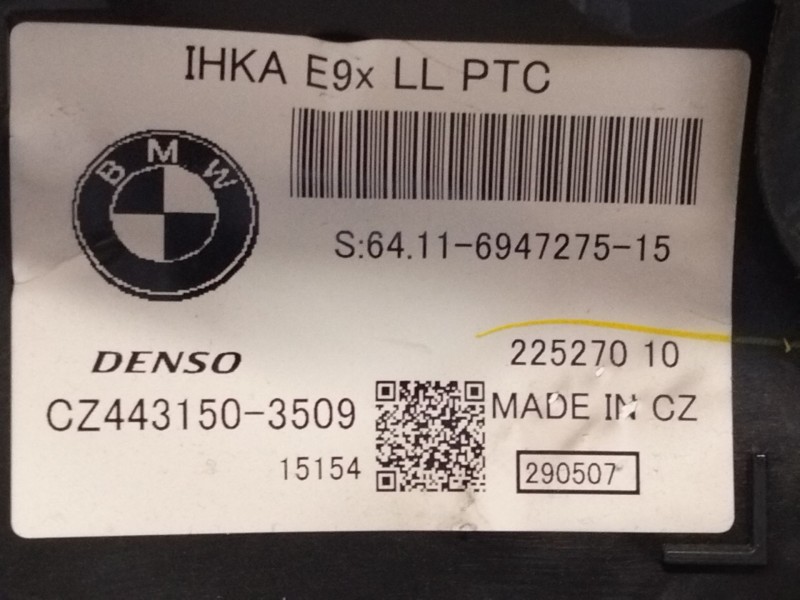 IHKA E9x LL PTC
BMW
S:64.11-6947275-15
DENSO
225270 10
CZ443150-3509
MADE IN CZ
15154
290507